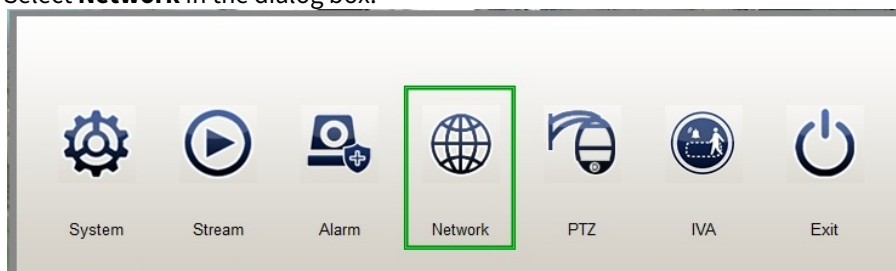 Select Network in the dialog box.
System Stream Alarm Network PTZ IVA Exit